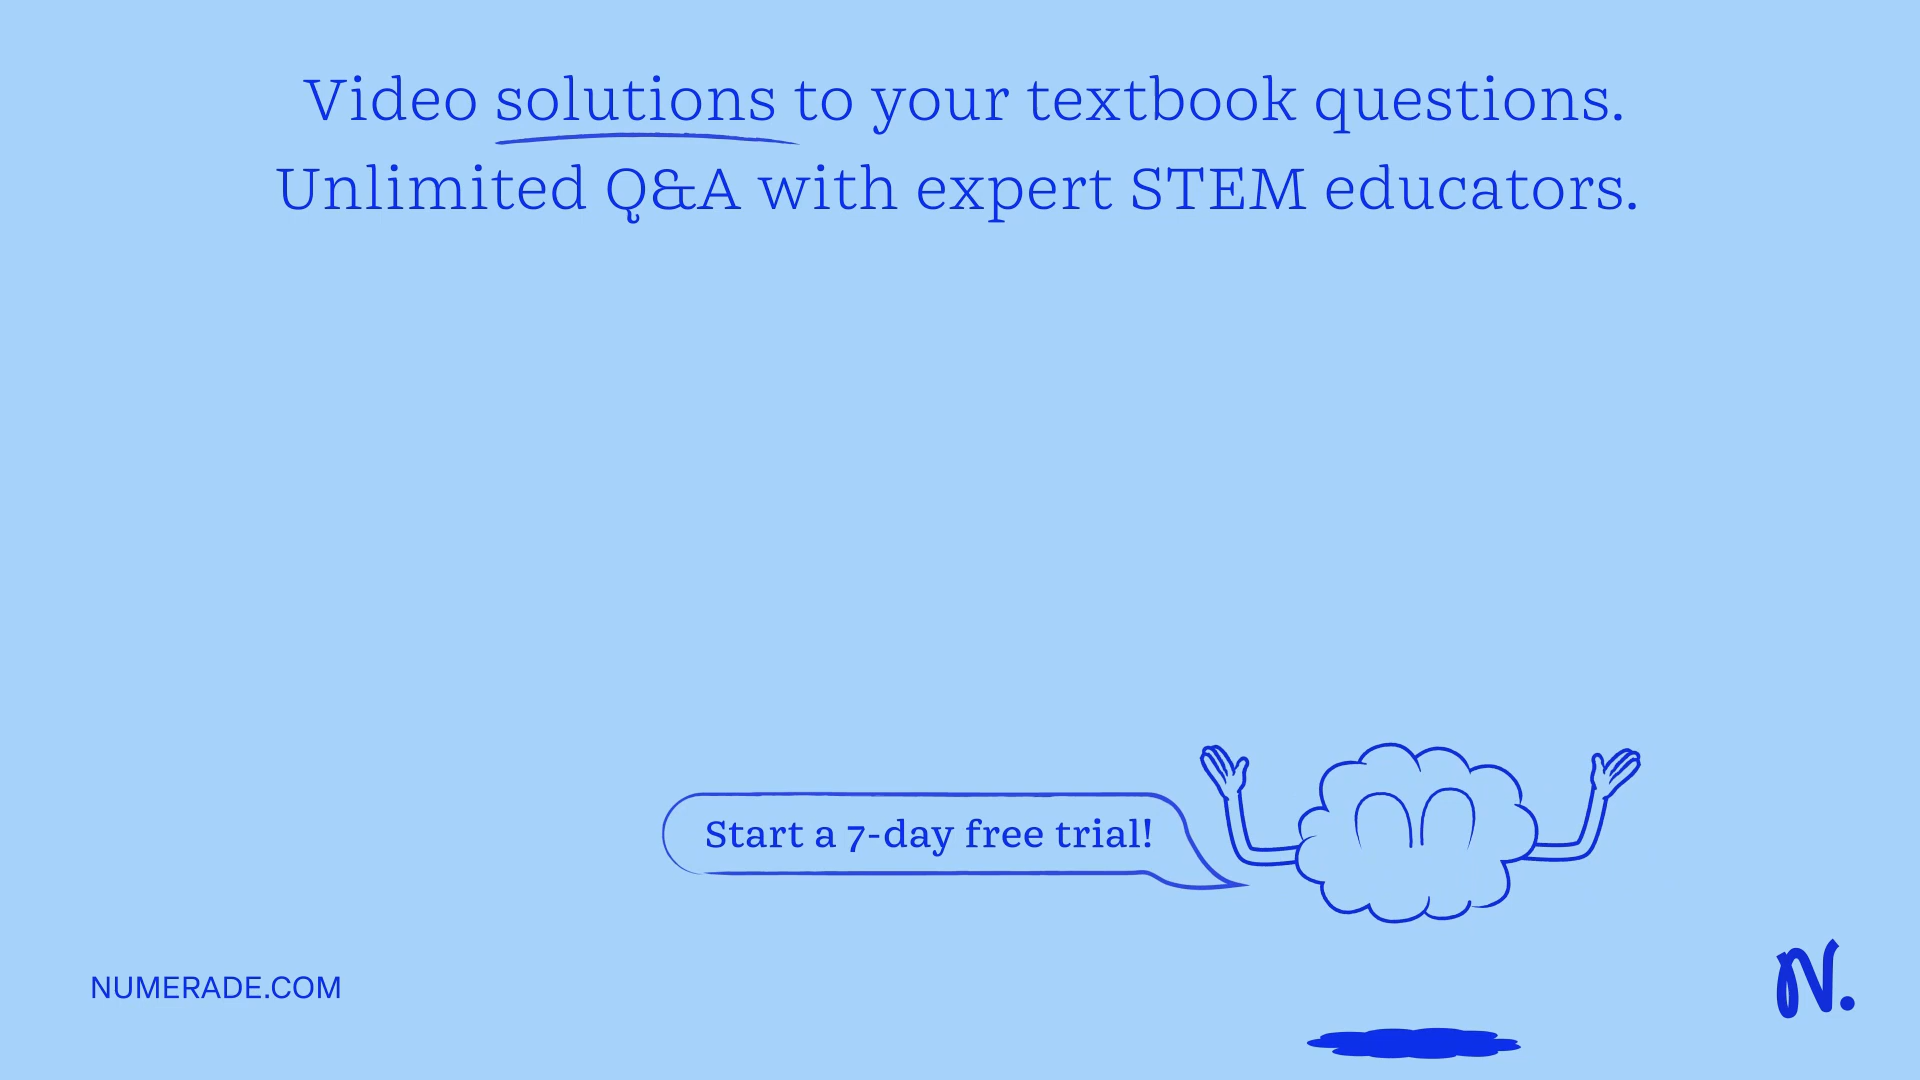 Video solutions to your textbook questions.
Unlimited Q&A with expert STEM educators.
Start a 7-day free trial!
NUMERADE.COM
N.